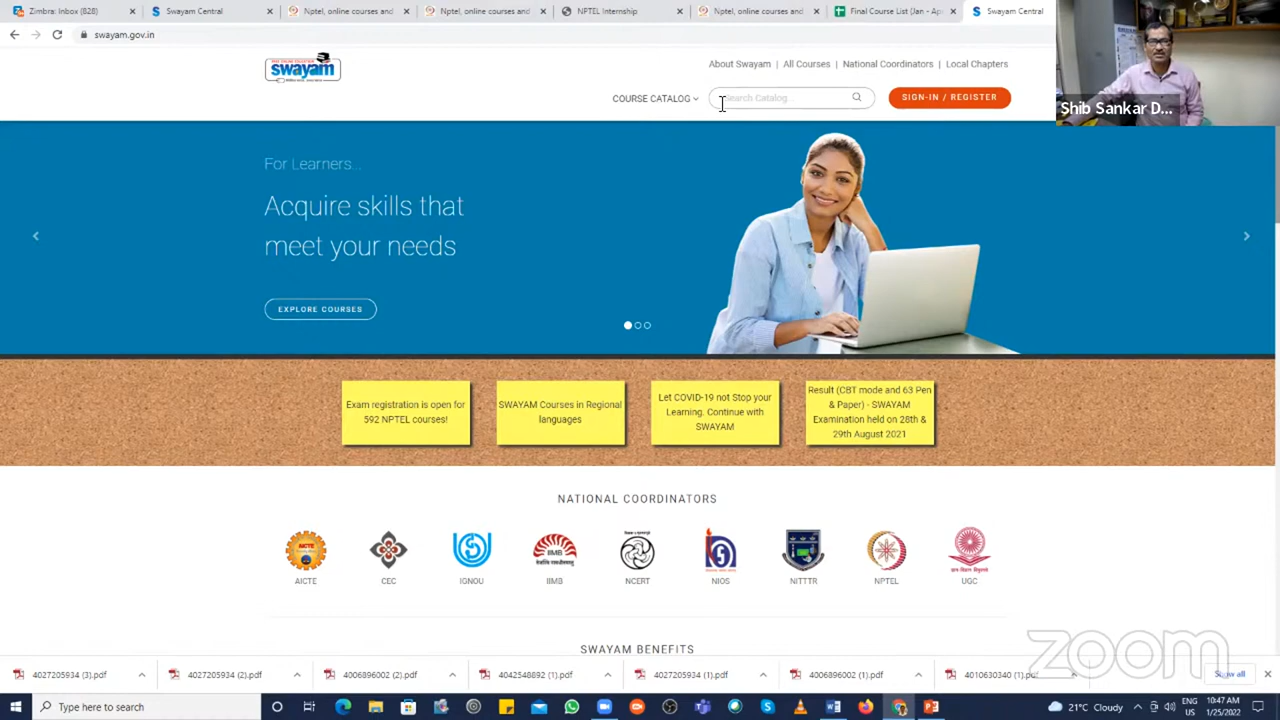 Zimbra: Inbox (828)
Swayam Central
Nptel, online courses and
Nptel, online courses and
NPTEL Internship
Nptel, online courses and
Final Course List (Jan - Apr
Swayam Central
swayam.gov.in
swayam
About Swayam | All Courses | National Coordinators | Local Chapters
COURSE CATALOG
Search Catalog...
SIGN-IN / REGISTER
Shib Sankar D...
For Learners...
Acquire skills that
meet your needs
EXPLORE COURSES
Exam registration is open for
592 NPTEL courses!
SWAYAM Courses in Regional
languages
Let COVID-19 not Stop your
Learning. Continue with
SWAYAM
Result (CBT mode and 63 Pen
& Paper) - SWAYAM
Examination held on 28th &
29th August 2021
NATIONAL COORDINATORS
AICTE
CEC
IGNOU
IIMB
NCERT
NIOS
NITTTR
NPTEL
UGC
SWAYAM BENEFITS
zoom
4027205934 (3).pdf
4027205934 (2).pdf
4006896002 (2).pdf
4042548892 (1).pdf
4027205934 (1).pdf
4006896002 (1).pdf
4010630340 (1).pdf
Show all
Type here to search
21°C Cloudy
ENG
US
10:47 AM
1/25/2022